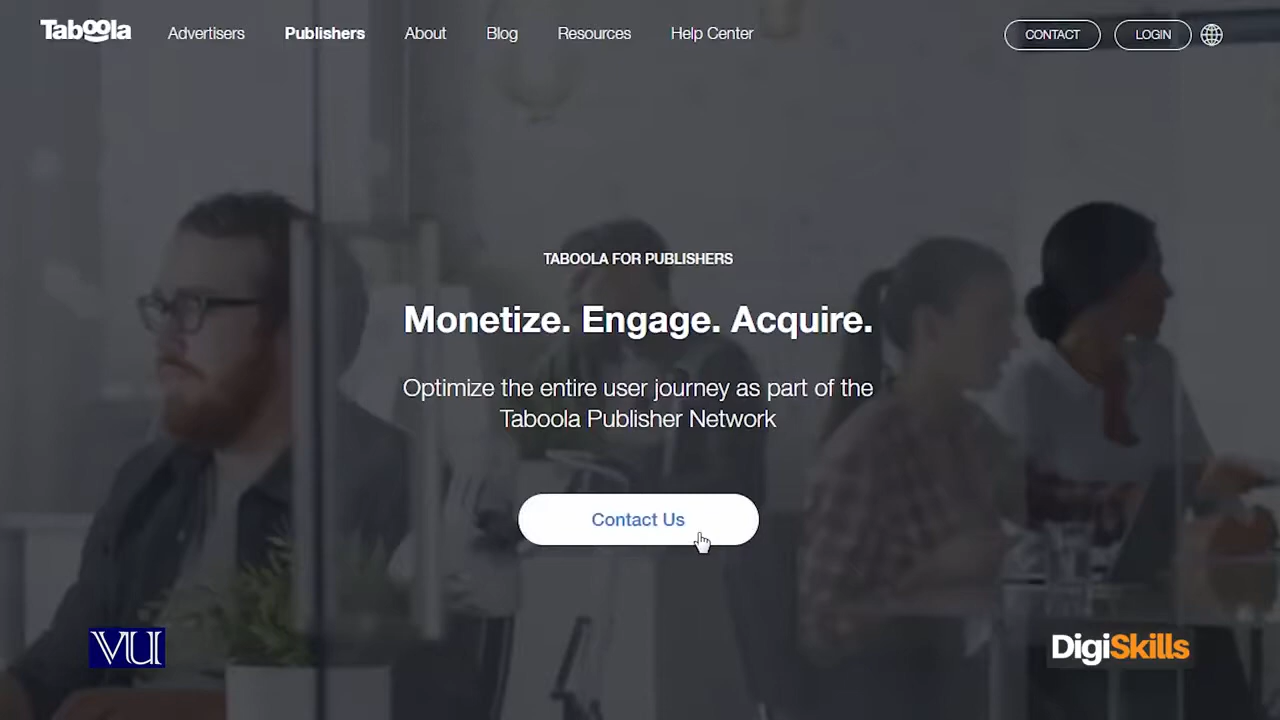 Taboola
Advertisers
Publishers
About
Blog
Resources
Help Center
CONTACT
LOGIN
TABOOLA FOR PUBLISHERS
Monetize. Engage. Acquire.
Optimize the entire user journey as part of the
Taboola Publisher Network
Contact Us
VU
DigiSkills